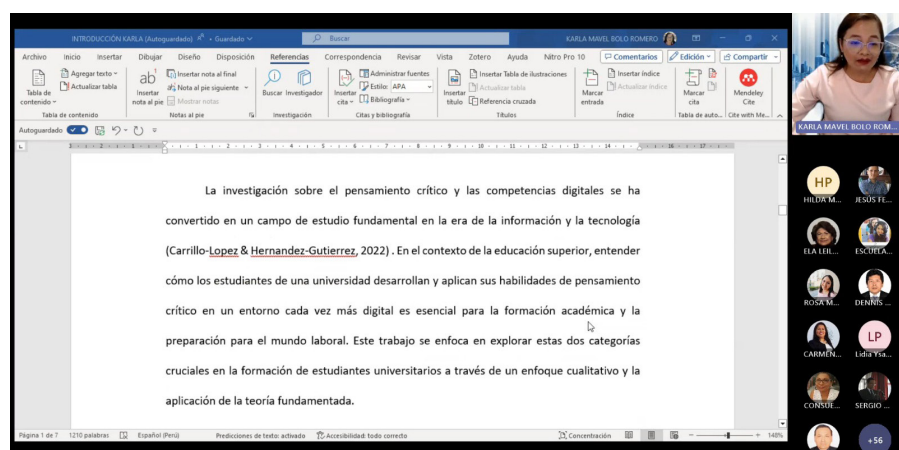 INTRODUCCIÓN KARLA (Autoguardado) • Guardado
Buscar
KARLA MAVEL BOLO ROMERO
Archivo Inicio Insertar Dibujar Diseño Disposición Referencias Correspondencia Revisar Vista Zotero Ayuda Nitro Pro 10 Comentarios Edición Compartir
Tabla de contenido
Agregar texto
Actualizar tabla
Tabla de contenido
Insertar nota al pie
Insertar nota al final
Nota al pie siguiente
Mostrar notas
Notas al pie
Buscar Investigador
Investigación
Insertar cita
Administrar fuentes
Estilo: APA
Bibliografía
Citas y bibliografía
Insertar título
Insertar Tabla de ilustraciones
Actualizar tabla
Referencia cruzada
Títulos
Marcar entrada
Insertar índice
Actualizar índice
Índice
Marcar cita
Tabla de auto...
Mendeley Cite
Cite with Me...
Autoguardado
La investigación sobre el pensamiento crítico y las competencias digitales se ha
convertido en un campo de estudio fundamental en la era de la información y la tecnología
(Carrillo-Lopez & Hernandez-Gutierrez, 2022) . En el contexto de la educación superior, entender
cómo los estudiantes de una universidad desarrollan y aplican sus habilidades de pensamiento
crítico en un entorno cada vez más digital es esencial para la formación académica y la
preparación para el mundo laboral. Este trabajo se enfoca en explorar estas dos categorías
cruciales en la formación de estudiantes universitarios a través de un enfoque cualitativo y la
aplicación de la teoría fundamentada.
Página 1 de 7 1210 palabras Español (Perú) Predicciones de texto: activado Accesibilidad: todo correcto Concentración 148%
KARLA MAVEL BOLO ROM...
HP
HILDA M...
JESÚS FE...
ELA LEIL...
ESCUELA...
ROSA M...
DENNIS ...
CARMEN...
LP
Lidia Ysa...
CONSUE...
SERGIO ...
+56